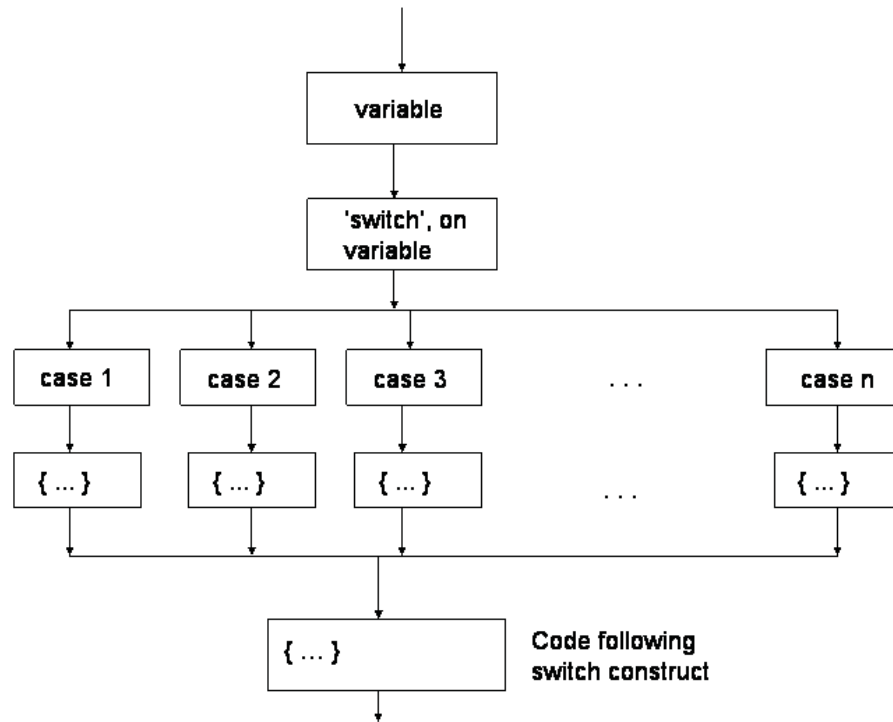 variable
'switch', on
variable
case 1
case 2
case 3
. . .
case n
{ ... }
{ ... }
{ ... }
. . .
{ ... }
{ ... }
Code following
switch construct